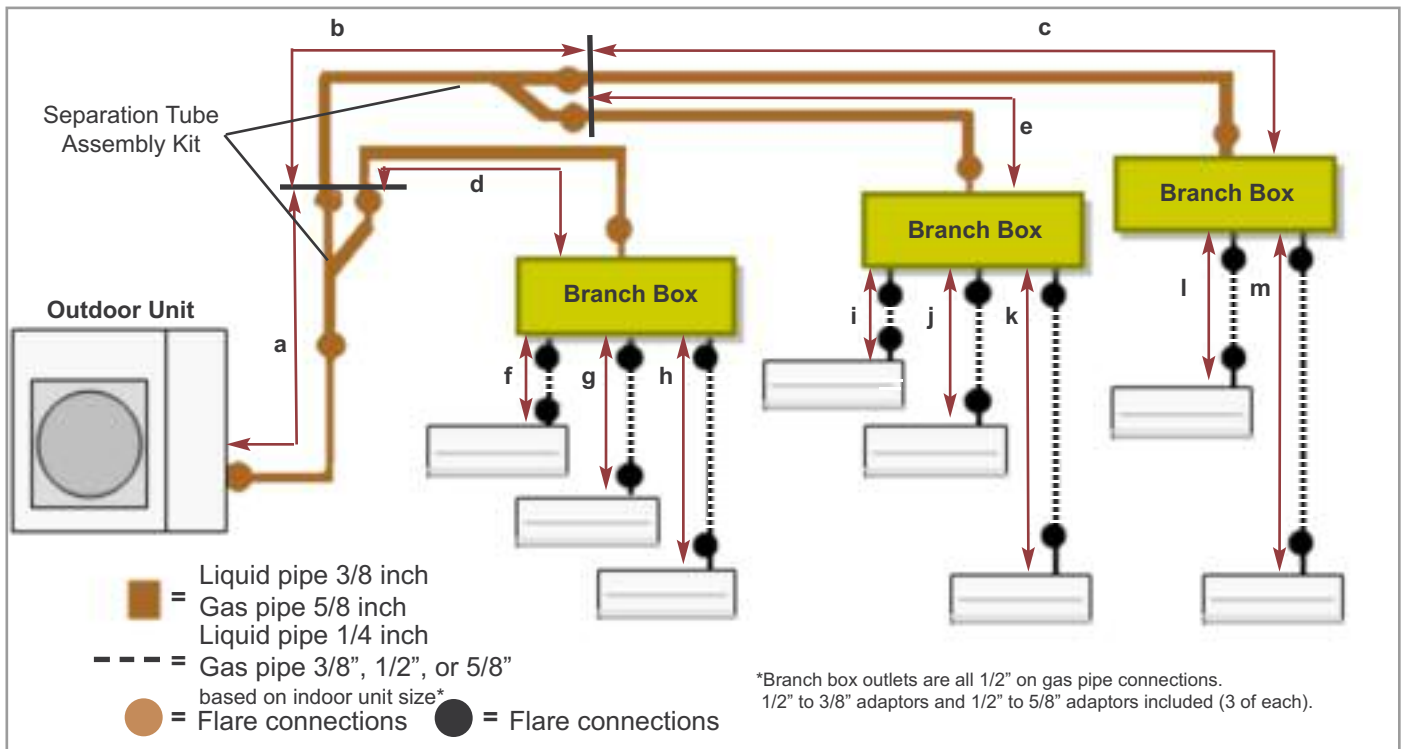 b
c
Separation Tube
Assembly Kit
e
d
Branch Box
Branch Box
Branch Box
Outdoor Unit
a
f
g
h
i
j
k
l
m
= Liquid pipe 3/8 inch
Gas pipe 5/8 inch
Liquid pipe 1/4 inch
= Gas pipe 3/8”, 1/2”, or 5/8”
based on indoor unit size*
= Flare connections
= Flare connections
*Branch box outlets are all 1/2” on gas pipe connections.
1/2” to 3/8” adaptors and 1/2” to 5/8” adaptors included (3 of each).